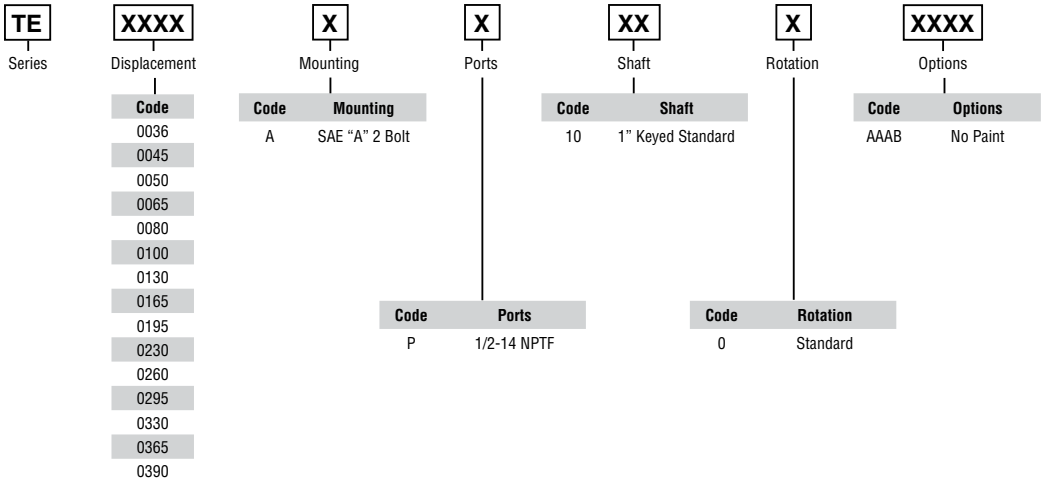 TE XXXX X X XX X XXXX
Series Displacement Mounting Ports Shaft Rotation Options
Code Code Mounting Code Shaft Code Options
0036 A SAE “A” 2 Bolt 10 1” Keyed Standard AAAB No Paint
0045
0050
0065
0080
0100
0130
0165
Code Ports Code Rotation
0195
P 1/2-14 NPTF 0 Standard
0230
0260
0295
0330
0365
0390